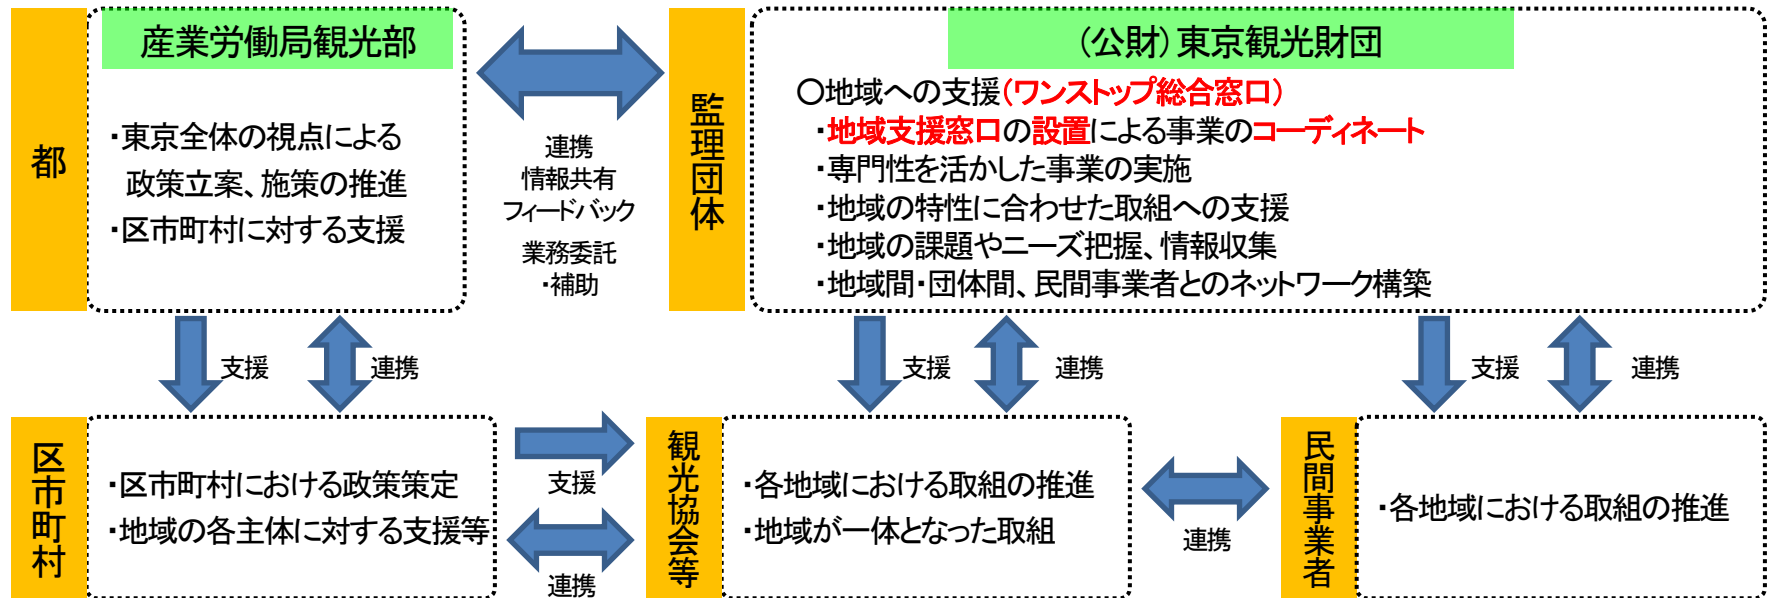 都
産業労働局観光部
・東京全体の視点による
政策立案、施策の推進
・区市町村に対する支援
連携
情報共有
フィードバック
業務委託
・補助
監理団体
(公財)東京観光財団
〇地域への支援(ワンストップ総合窓口)
・地域支援窓口の設置による事業のコーディネート
・専門性を活かした事業の実施
・地域の特性に合わせた取組への支援
・地域の課題やニーズ把握、情報収集
・地域間・団体間、民間事業者とのネットワーク構築
支援
連携
支援
連携
支援
連携
区市町村
・区市町村における政策策定
・地域の各主体に対する支援等
支援
連携
観光協会等
・各地域における取組の推進
・地域が一体となった取組
連携
民間事業者
・各地域における取組の推進